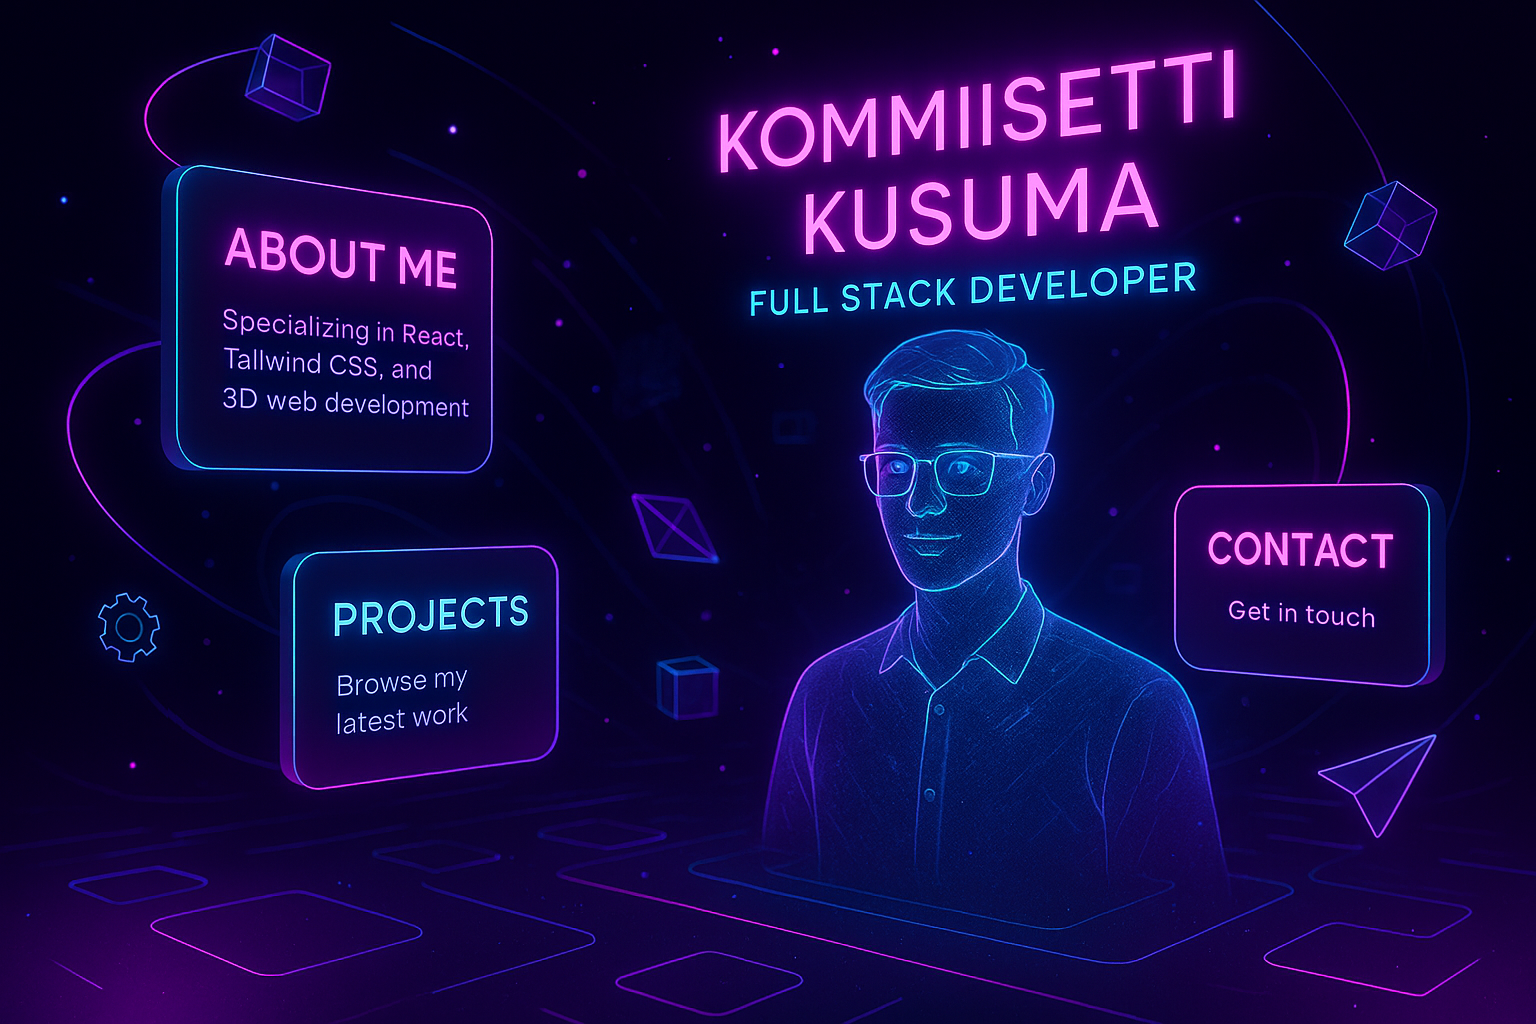 KOMMIISETTI
KUSUMA
FULL STACK DEVELOPER
ABOUT ME
Specializing in React,
Tallwind CSS, and
3D web development
PROJECTS
Browse my
latest work
CONTACT
Get in touch